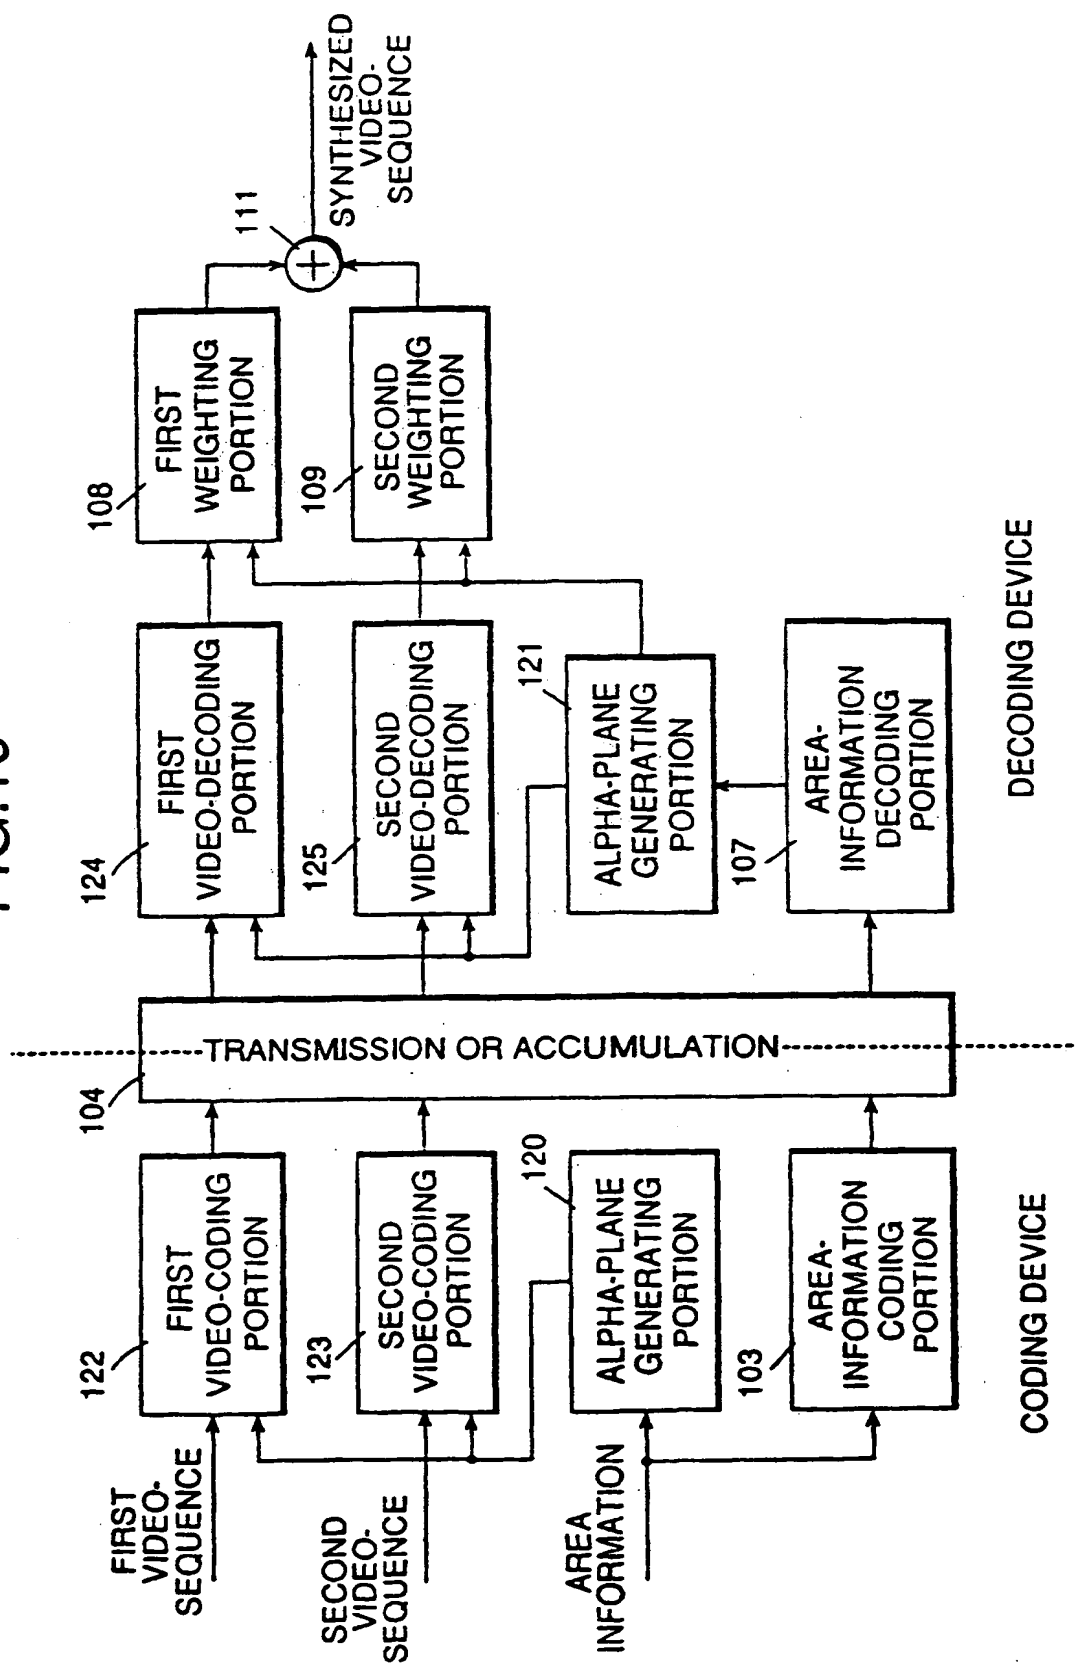 FIRST
VIDEO-
SEQUENCE
SECOND
VIDEO-
SEQUENCE
AREA
INFORMATION
122
FIRST
VIDEO-CODING
PORTION
123
SECOND
VIDEO-CODING
PORTION
120
ALPHA-PLANE
GENERATING
PORTION
103
AREA-
INFORMATION
CODING
PORTION
CODING DEVICE
104
TRANSMISSION OR ACCUMULATION
124
FIRST
VIDEO-DECODING
PORTION
125
SECOND
VIDEO-DECODING
PORTION
121
ALPHA-PLANE
GENERATING
PORTION
107
AREA-
INFORMATION
DECODING
PORTION
DECODING DEVICE
108
FIRST
WEIGHTING
PORTION
109
SECOND
WEIGHTING
PORTION
111
+
SYNTHESIZED
VIDEO-
SEQUENCE